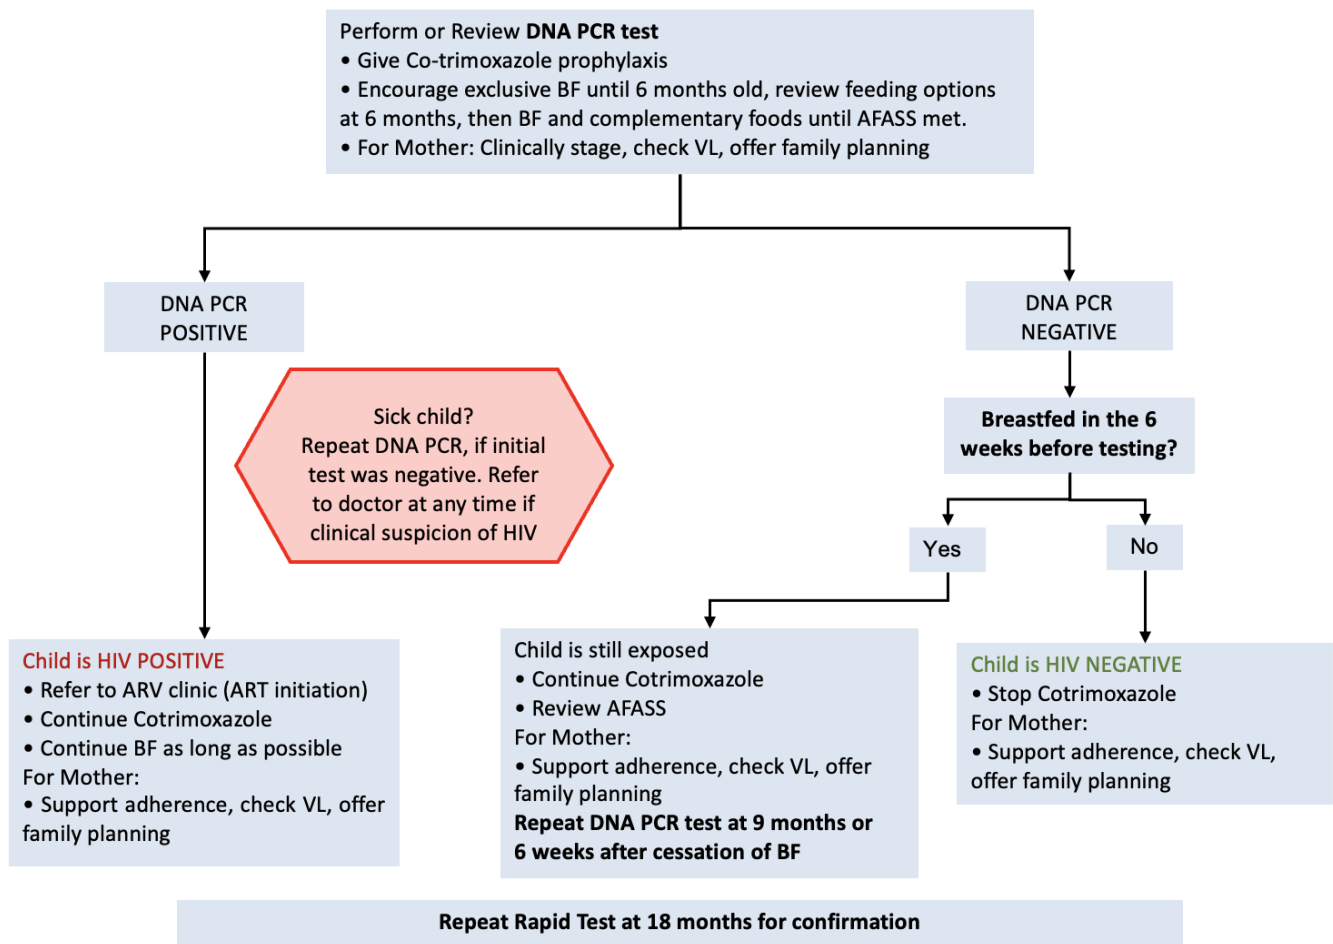 Perform or Review DNA PCR test
• Give Co-trimoxazole prophylaxis
• Encourage exclusive BF until 6 months old, review feeding options
at 6 months, then BF and complementary foods until AFASS met.
• For Mother: Clinically stage, check VL, offer family planning
DNA PCR
POSITIVE
DNA PCR
NEGATIVE
Sick child?
Repeat DNA PCR, if initial
test was negative. Refer
to doctor at any time if
clinical suspicion of HIV
Breastfed in the 6
weeks before testing?
Yes
No
Child is HIV POSITIVE
• Refer to ARV clinic (ART initiation)
• Continue Cotrimoxazole
• Continue BF as long as possible
For Mother:
• Support adherence, check VL, offer
family planning
Child is still exposed
• Continue Cotrimoxazole
• Review AFASS
For Mother:
• Support adherence, check VL, offer
family planning
Repeat DNA PCR test at 9 months or
6 weeks after cessation of BF
Child is HIV NEGATIVE
• Stop Cotrimoxazole
For Mother:
• Support adherence, check VL,
offer family planning
Repeat Rapid Test at 18 months for confirmation